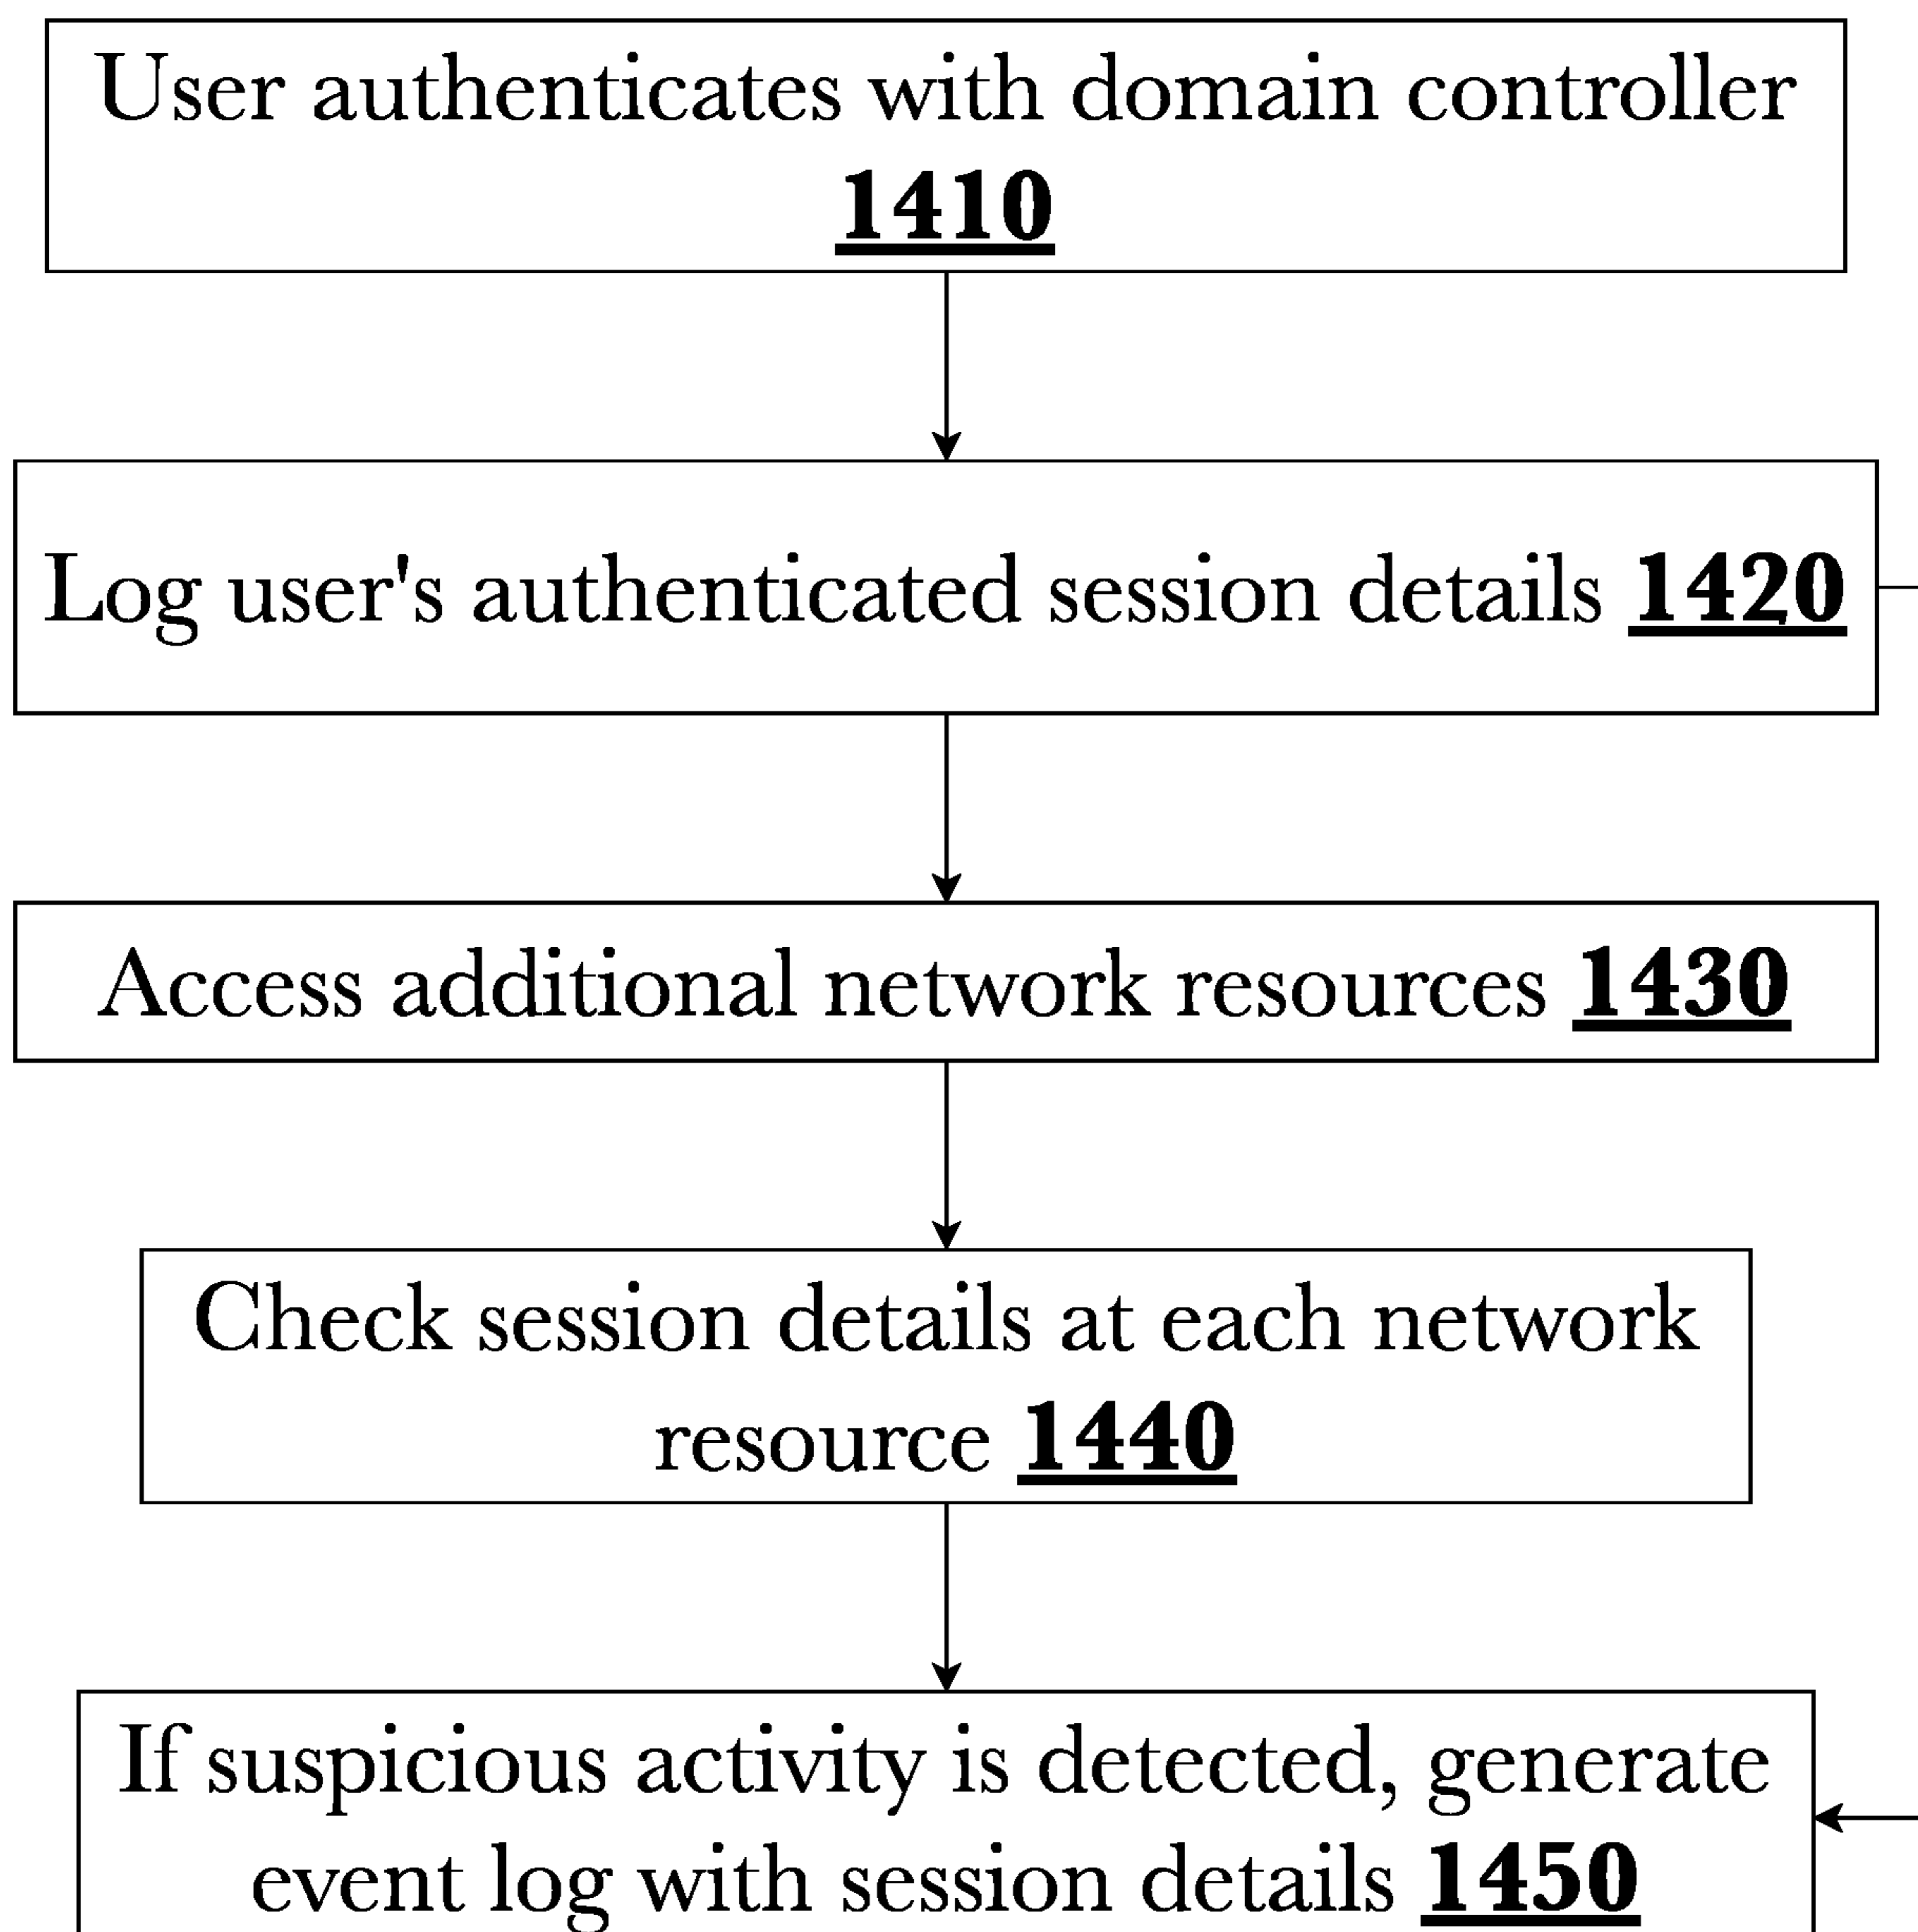 User authenticates with domain controller
1410
Log user's authenticated session details 1420
Access additional network resources 1430
Check session details at each network
resource 1440
If suspicious activity is detected, generate
event log with session details 1450